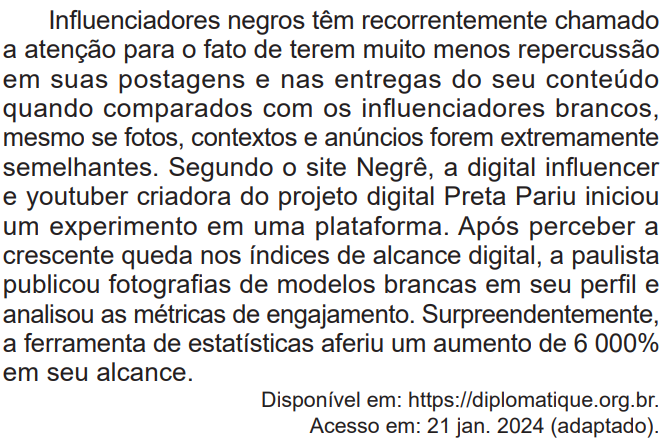 Influenciadores negros têm recorrentemente chamado
a atenção para o fato de terem muito menos repercussão
em suas postagens e nas entregas do seu conteúdo
quando comparados com os influenciadores brancos,
mesmo se fotos, contextos e anúncios forem extremamente
semelhantes. Segundo o site Negrê, a digital influencer
e youtuber criadora do projeto digital Preta Pariu iniciou
um experimento em uma plataforma. Após perceber a
crescente queda nos índices de alcance digital, a paulista
publicou fotografias de modelos brancas em seu perfil e
analisou as métricas de engajamento. Surpreendentemente,
a ferramenta de estatísticas aferiu um aumento de 6 000%
em seu alcance.
Disponível em: https://diplomatique.org.br.
Acesso em: 21 jan. 2024 (adaptado).